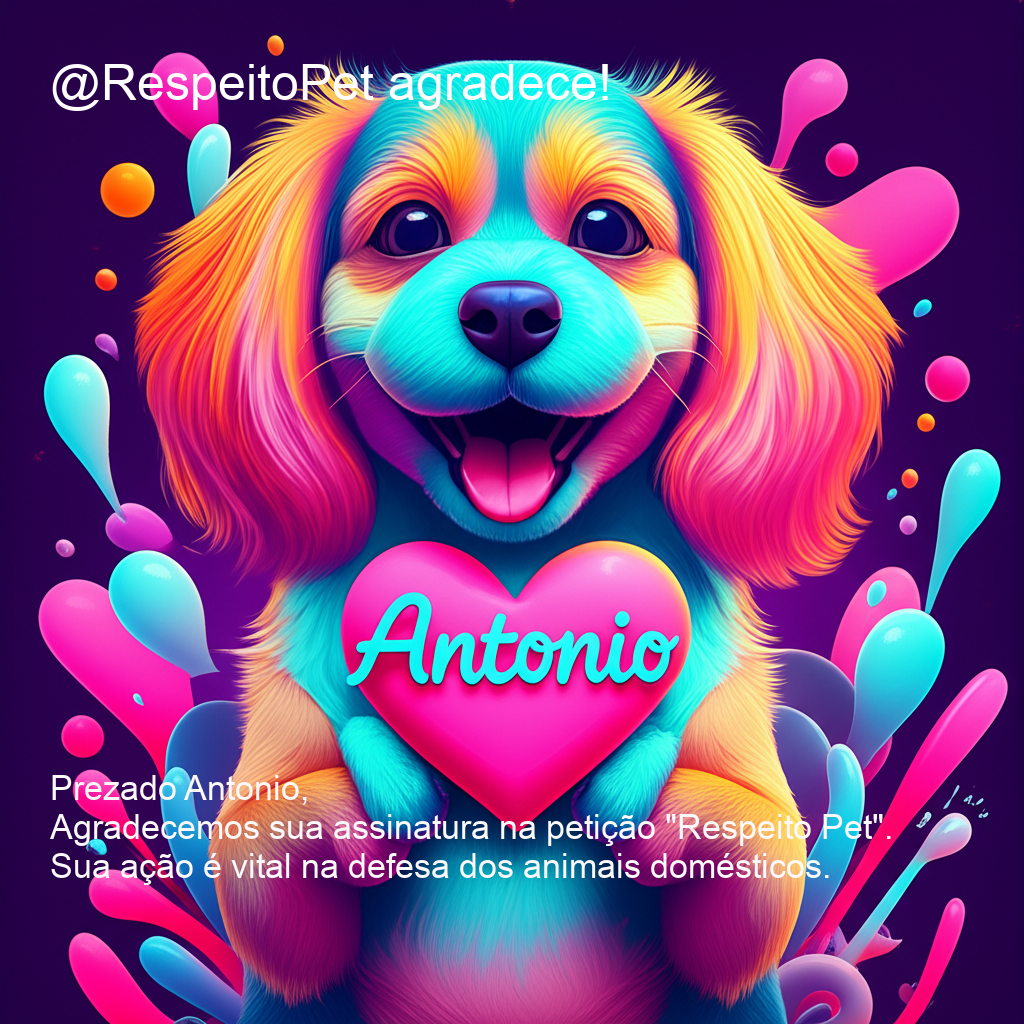 @RespeitoPet agradece!
Antonio
Prezado Antonio,
Agradecemos sua assinatura na petição "Respeito Pet".
Sua ação é vital na defesa dos animais domésticos.